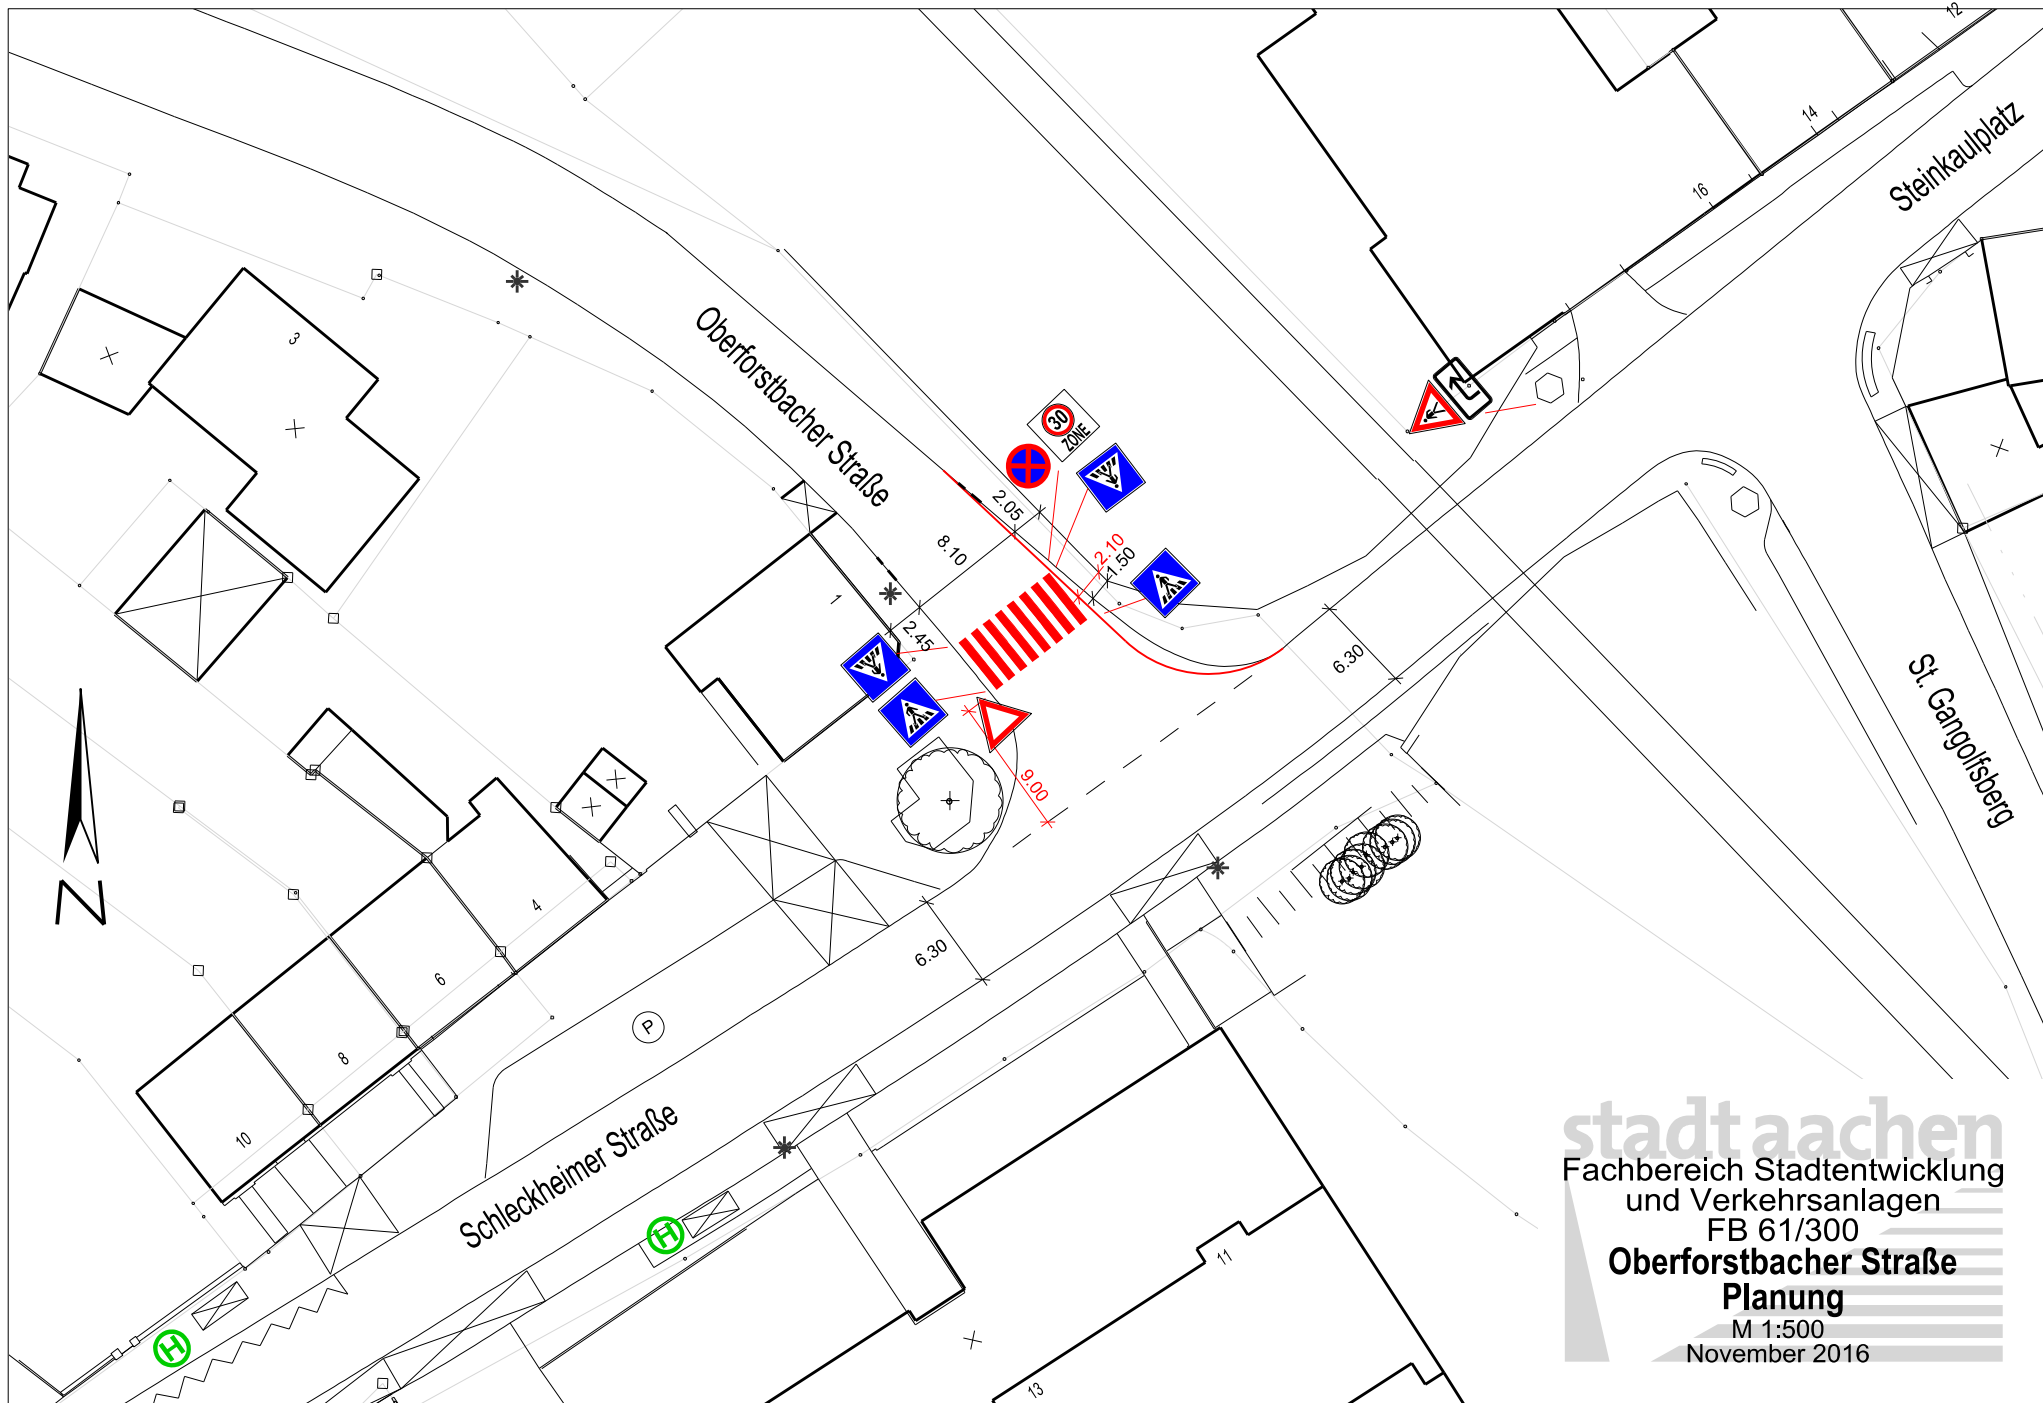 12
14
16
Steinkaulplatz
3
Oberforstbacher Straße
30
ZONE
2.05
8.10
2.10
1.50
1
2.45
6.30
St. Gangolfsberg
9.00
4
6
8
10
6.30
P
N
Schleckheimer Straße
H
H
11
13
stadt aachen
Fachbereich Stadtentwicklung
und Verkehrsanlagen
FB 61/300
Oberforstbacher Straße
Planung
M 1:500
November 2016